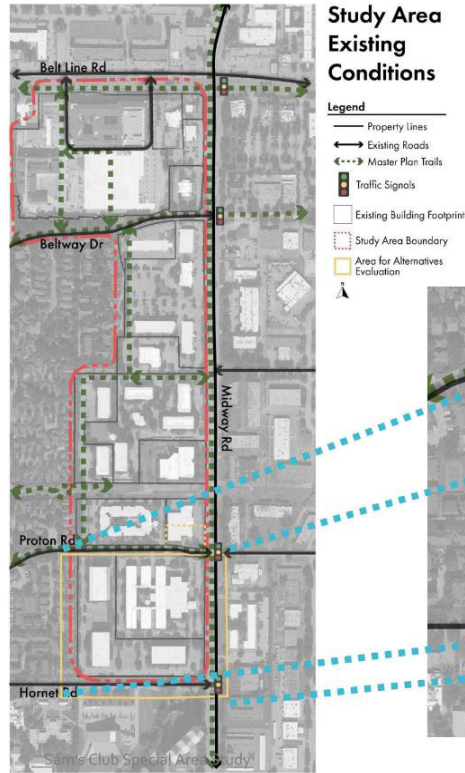 Study Area
Existing
Conditions
Legend
Property Lines
Existing Roads
Master Plan Trails
Traffic Signals
Existing Building Footprint
Study Area Boundary
Area for Alternatives
Evaluation
Belt Line Rd
Beltway Dr
Midway Rd
Proton Rd
Hornet Rd
Sam's Club Special Area Study